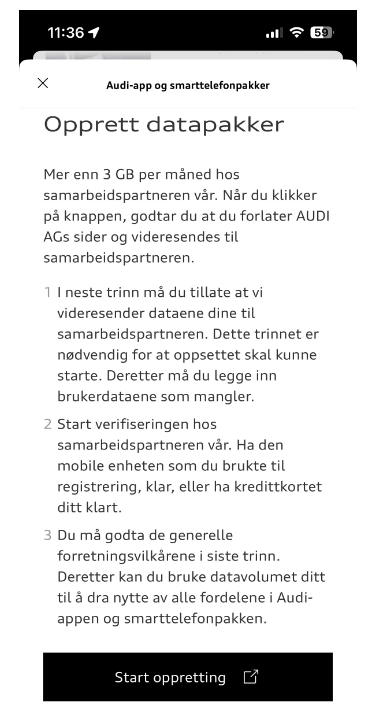 11:36
59
Audi-app og smarttelefonpakker
Opprett datapakker
Mer enn 3 GB per måned hos
samarbeidspartneren vår. Når du klikker
på knappen, godtar du at du forlater AUDI
AGs sider og videresendes til
samarbeidspartneren.
1 I neste trinn må du tillate at vi
videresender dataene dine til
samarbeidspartneren. Dette trinnet er
nødvendig for at oppsettet skal kunne
starte. Deretter må du legge inn
brukerdataene som mangler.
2 Start verifiseringen hos
samarbeidspartneren vår. Ha den
mobile enheten som du brukte til
registrering, klar, eller ha kredittkortet
ditt klart.
3 Du må godta de generelle
forretningsvilkårene i siste trinn.
Deretter kan du bruke datavolumet ditt
til å dra nytte av alle fordelene i Audi-
appen og smarttelefonpakken.
Start oppretting